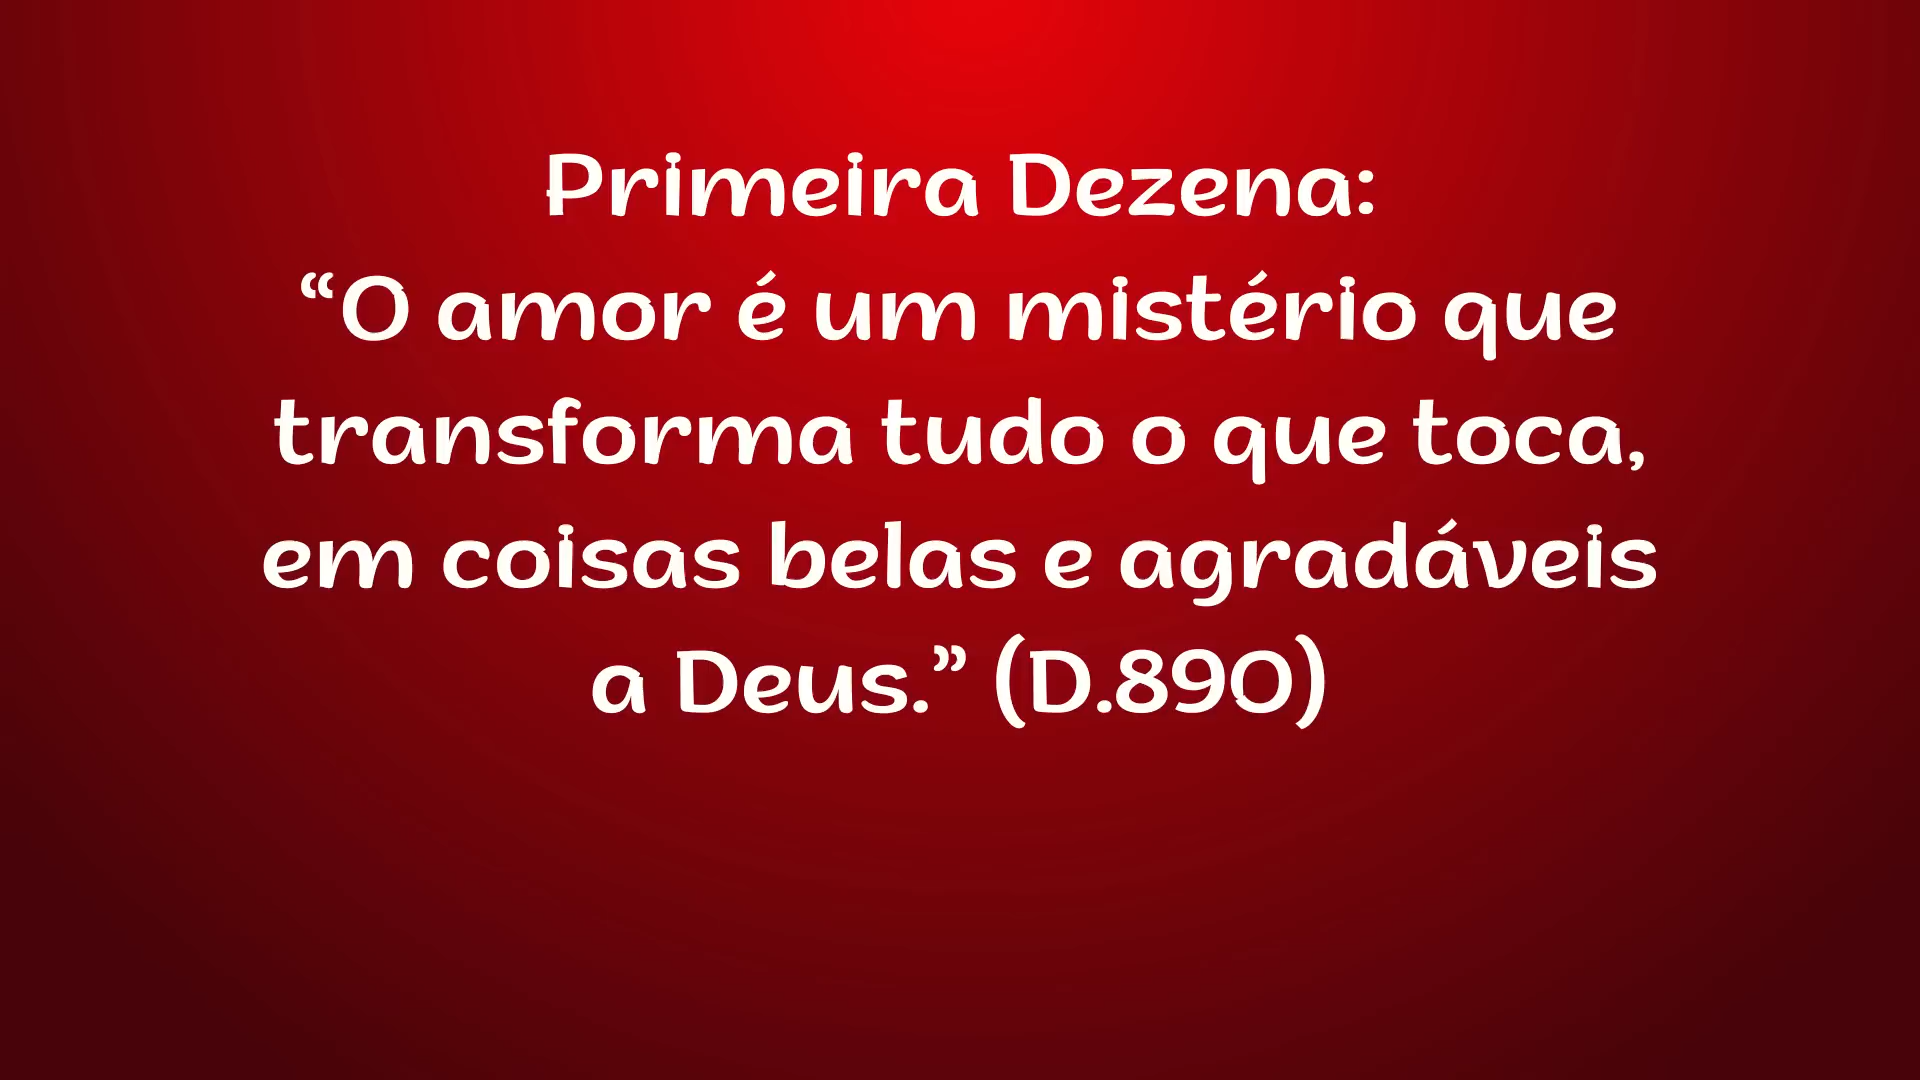 Primeira Dezena:
“O amor é um mistério que
transforma tudo o que toca,
em coisas belas e agradáveis
a Deus.” (D.890)